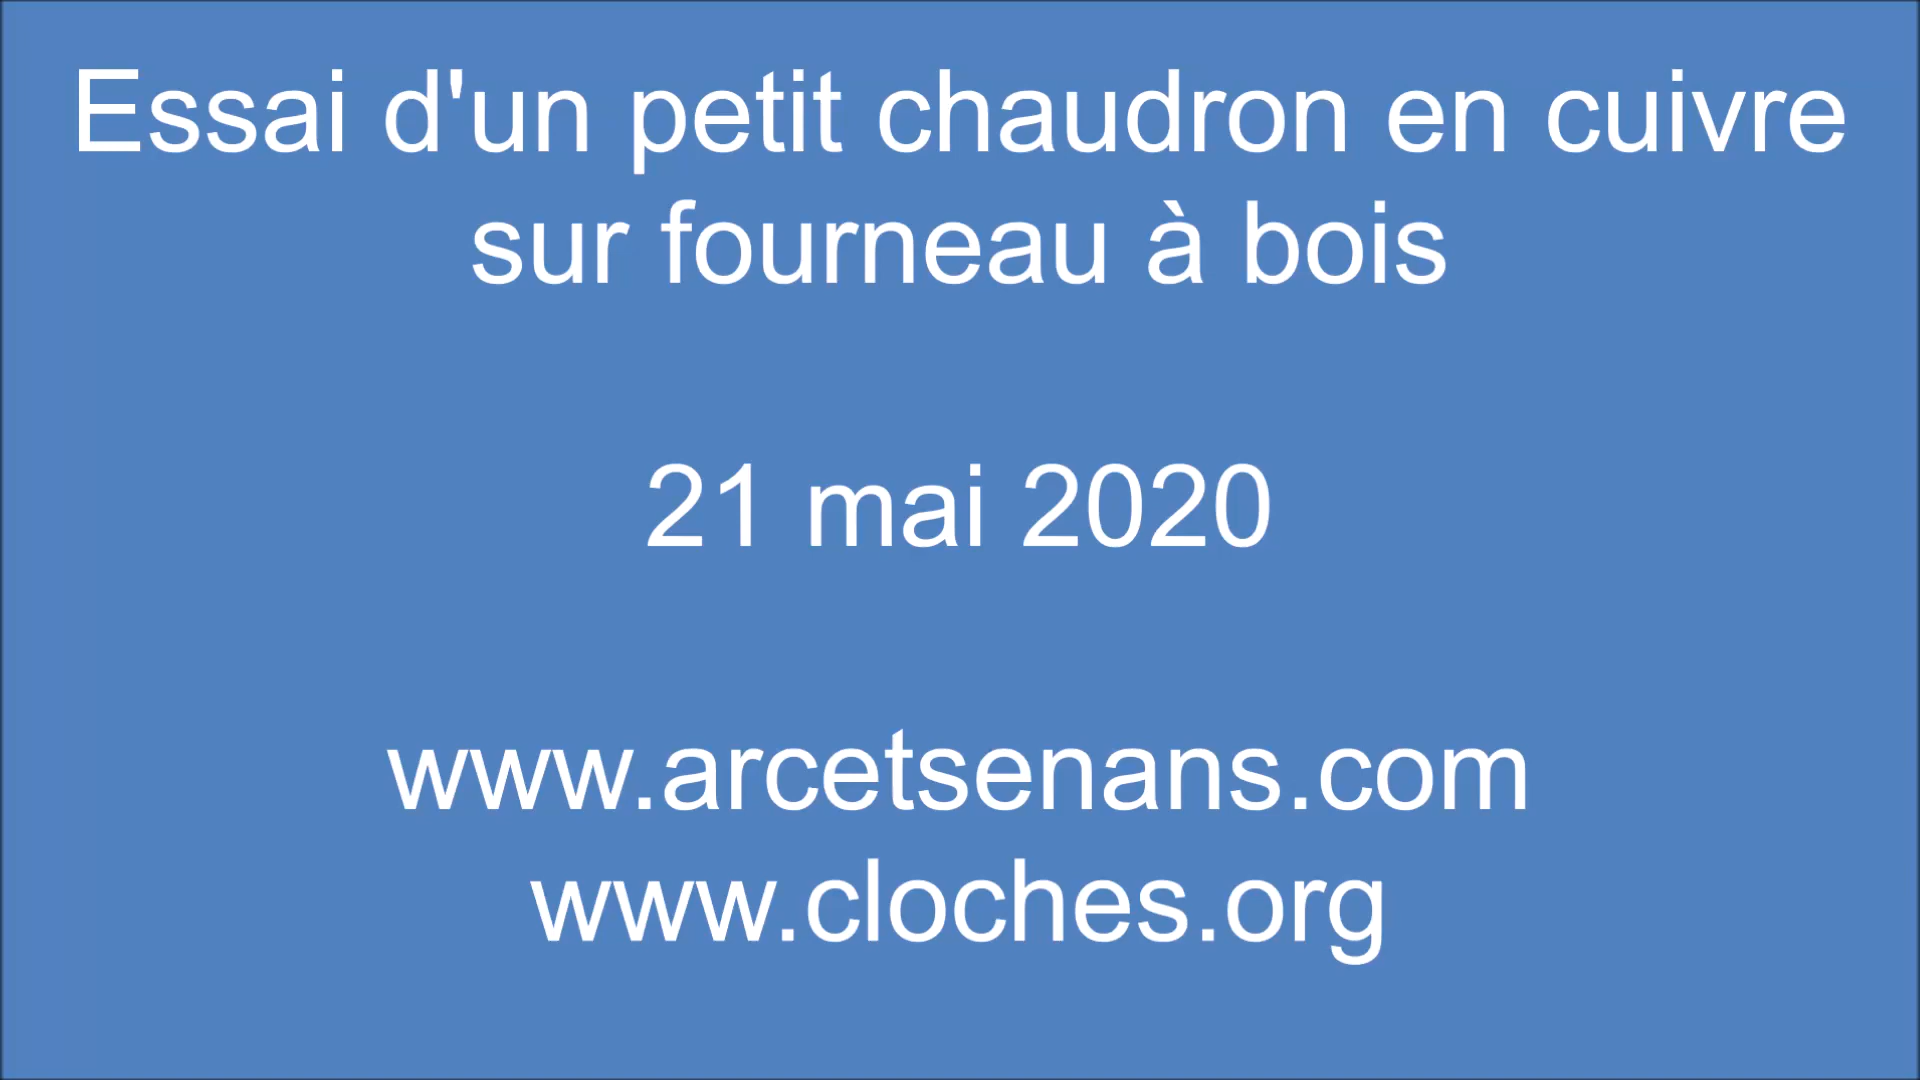 Essai d'un petit chaudron en cuivre
sur fourneau à bois
21 mai 2020
www.arcetsenans.com
www.cloches.org